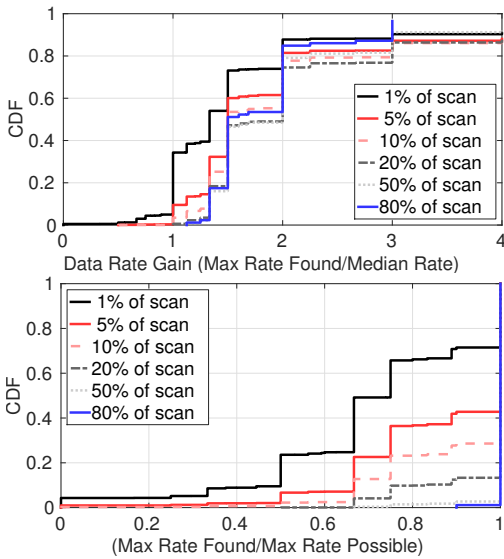 1
0.8
0.6
0.4
0.2
0
CDF
1% of scan
5% of scan
10% of scan
20% of scan
50% of scan
80% of scan
0 1 2 3 4
Data Rate Gain (Max Rate Found/Median Rate)
1
0.8
0.6
0.4
0.2
0
CDF
1% of scan
5% of scan
10% of scan
20% of scan
50% of scan
80% of scan
0 0.2 0.4 0.6 0.8 1
(Max Rate Found/Max Rate Possible)